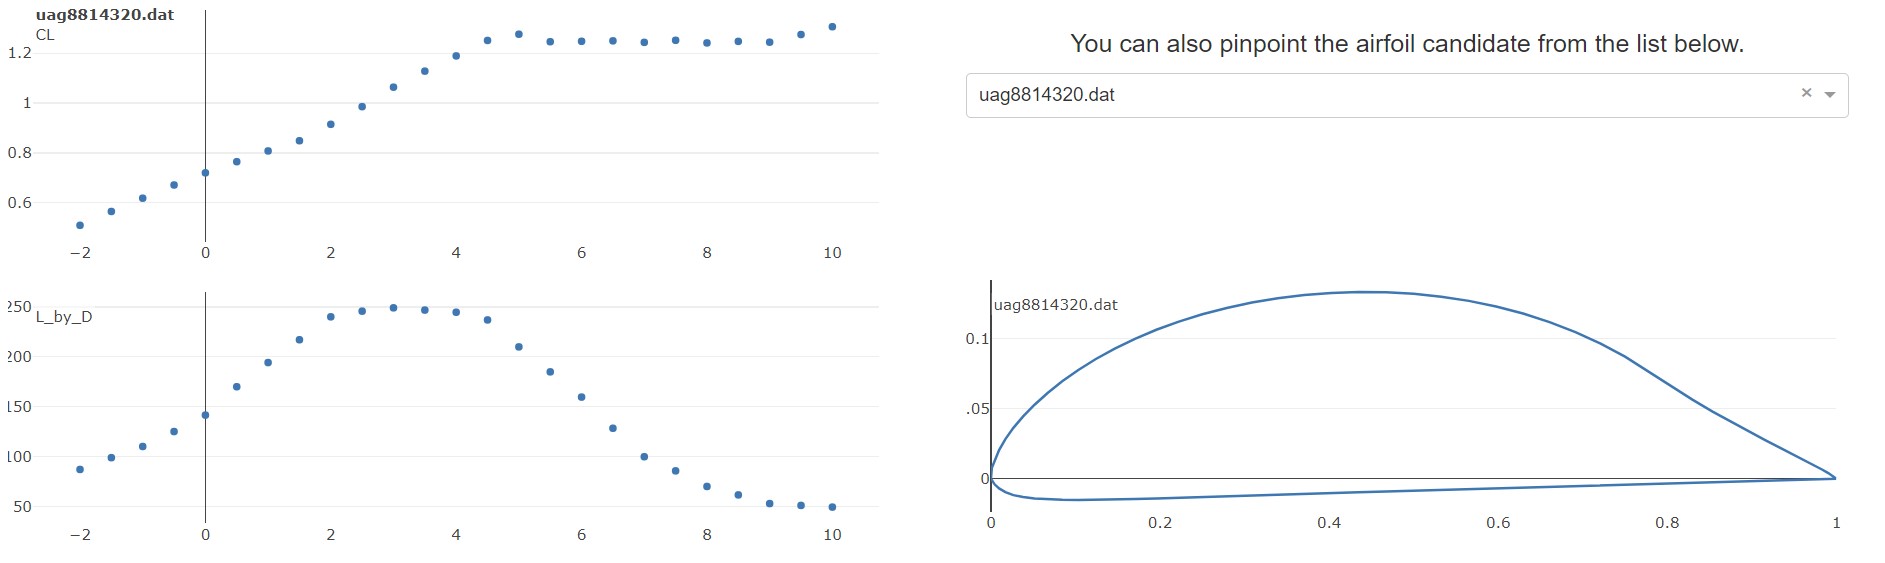 uag8814320.dat
CL
1.2
1
0.8
0.6
−2 0 2 4 6 8 10
250
L_by_D
200
150
100
50
−2 0 2 4 6 8 10
You can also pinpoint the airfoil candidate from the list below.
uag8814320.dat ×
uag8814320.dat
0.1
.05
0
0 0.2 0.4 0.6 0.8 1